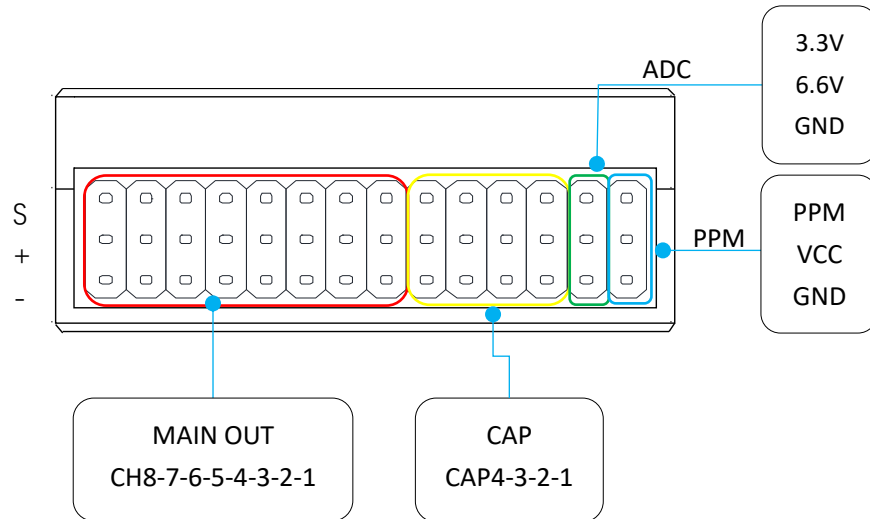 3.3V
6.6V
GND
ADC
S
+
-
PPM
PPM
VCC
GND
MAIN OUT
CH8-7-6-5-4-3-2-1
CAP
CAP4-3-2-1